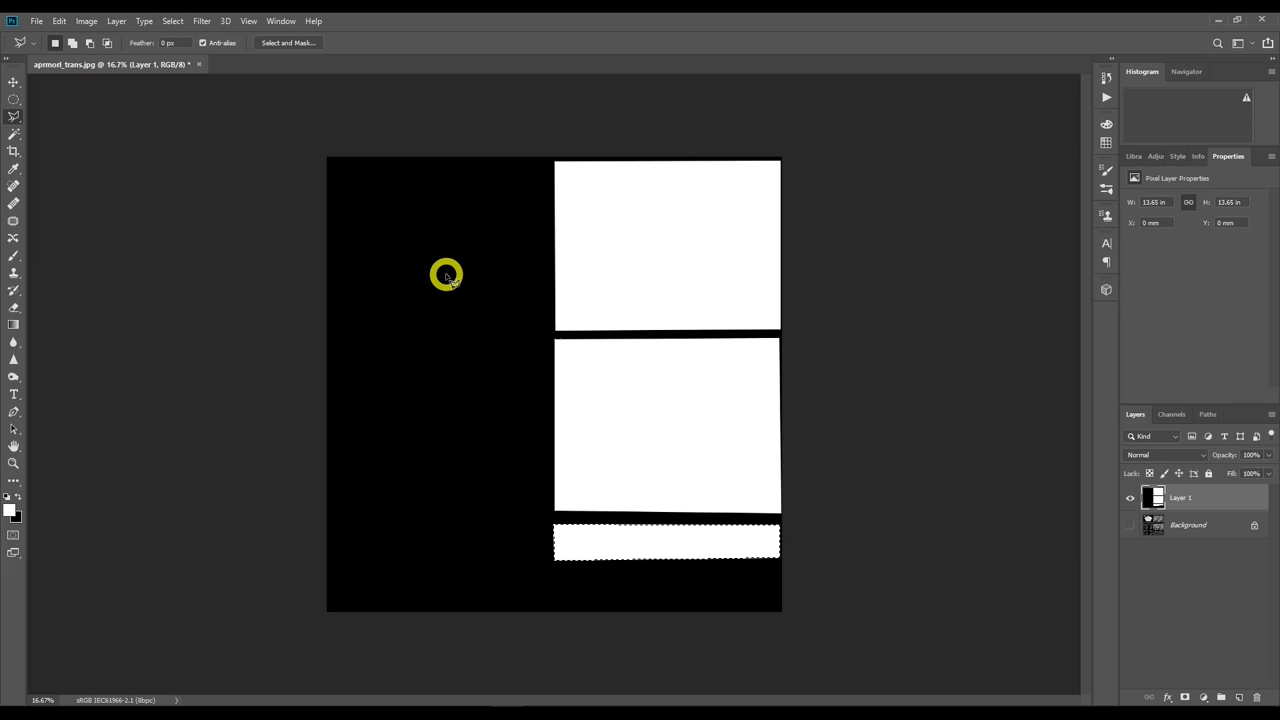 Ps File Edit Image Layer Type Select Filter 3D View Window Help
Feather: 0 px Anti-alias Select and Mask...
aprmorl_trans.jpg @ 16.7% (Layer 1, RGB/8) * ×
Histogram Navigator
Libra Adjus Style Info Properties
Pixel Layer Properties
W: 13.65 in H: 13.65 in
X: 0 mm Y: 0 mm
Layers Channels Paths
Kind
Normal Opacity: 100%
Lock: Fill: 100%
Layer 1
Background
16.67% sRGB IEC61966-2.1 (8bpc)